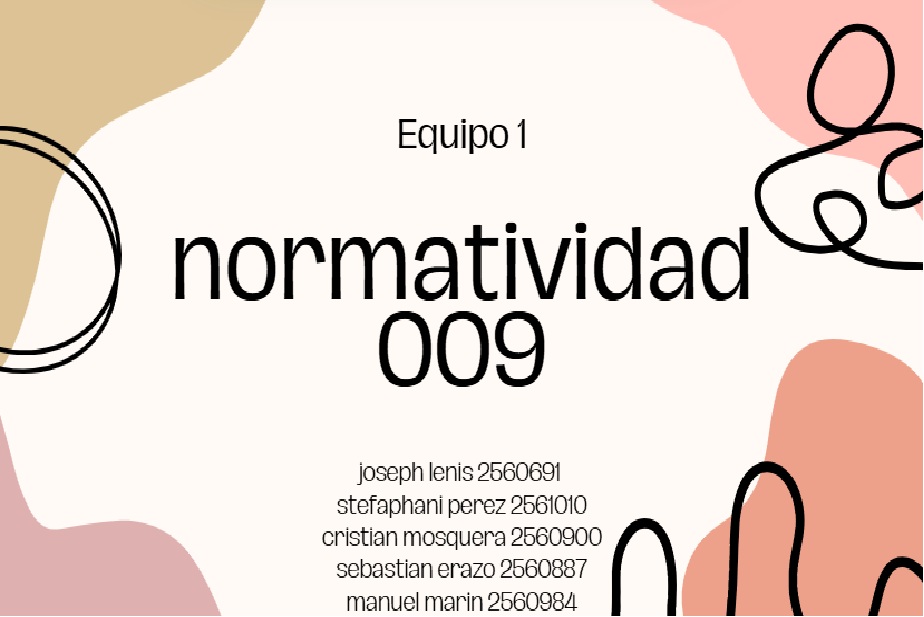 Equipo 1
normatividad
009
joseph lenis 2560691
stefaphani perez 2561010
cristian mosquera 2560900
sebastian erazo 2560887
manuel marin 2560984